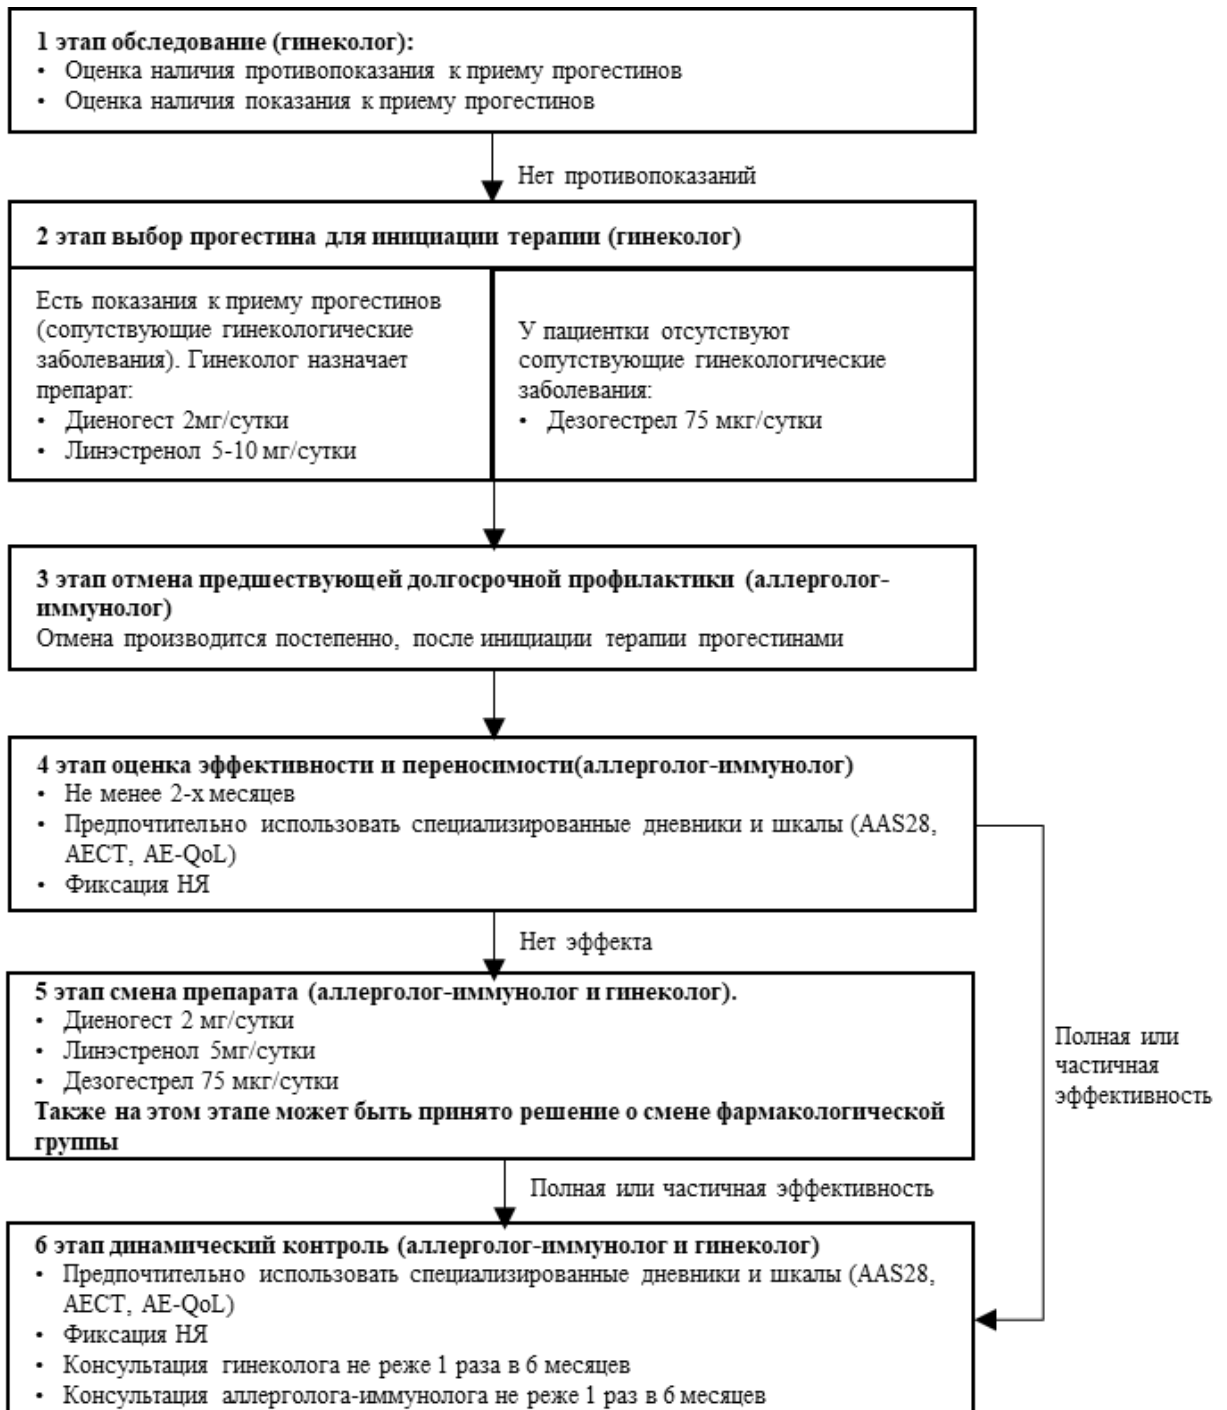 1 этап обследование (гинеколог):
• Оценка наличия противопоказания к приему прогестинов
• Оценка наличия показания к приему прогестинов
Нет противопоказаний
2 этап выбор прогестина для инициации терапии (гинеколог)
Есть показания к приему прогестинов
(сопутствующие гинекологические
заболевания). Гинеколог назначает
препарат:
• Диеногест 2мг/сутки
• Линэстренол 5-10 мг/сутки
У пациентки отсутствуют
сопутствующие гинекологические
заболевания:
• Дезогестрел 75 мкг/сутки
3 этап отмена предшествующей долгосрочной профилактики (аллерголог-
иммунолог)
Отмена производится постепенно, после инициации терапии прогестинами
4 этап оценка эффективности и переносимости(аллерголог-иммунолог)
• Не менее 2-х месяцев
• Предпочтительно использовать специализированные дневники и шкалы (AAS28,
AECT, AE-QoL)
• Фиксация НЯ
Нет эффекта
5 этап смена препарата (аллерголог-иммунолог и гинеколог).
• Диеногест 2 мг/сутки
• Линэстренол 5мг/сутки
• Дезогестрел 75 мкг/сутки
Также на этом этапе может быть принято решение о смене фармакологической
группы
Полная или
частичная
эффективность
Полная или частичная эффективность
6 этап динамический контроль (аллерголог-иммунолог и гинеколог)
• Предпочтительно использовать специализированные дневники и шкалы (AAS28,
AECT, AE-QoL)
• Фиксация НЯ
• Консультация гинеколога не реже 1 раза в 6 месяцев
• Консультация аллерголога-иммунолога не реже 1 раз в 6 месяцев